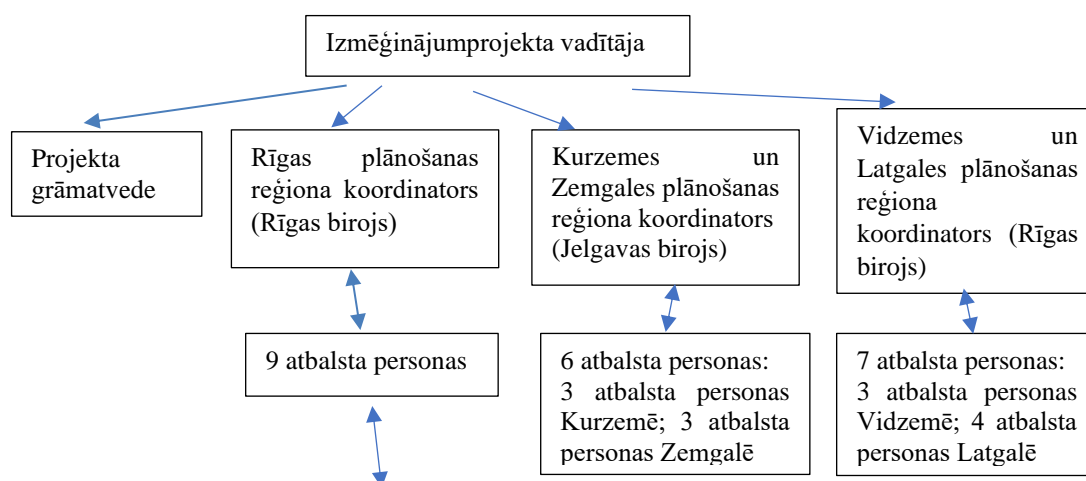 Izmēģinājumprojekta vadītāja
Projekta
grāmatvede
Rīgas plānošanas
reģiona koordinators
(Rīgas birojs)
Kurzemes un
Zemgales plānošanas
reģiona koordinators
(Jelgavas birojs)
Vidzemes un
Latgales plānošanas
reģiona
koordinators (Rīgas
birojs)
9 atbalsta personas
6 atbalsta personas:
3 atbalsta personas
Kurzemē; 3 atbalsta
personas Zemgalē
7 atbalsta personas:
3 atbalsta personas
Vidzemē; 4 atbalsta
personas Latgalē